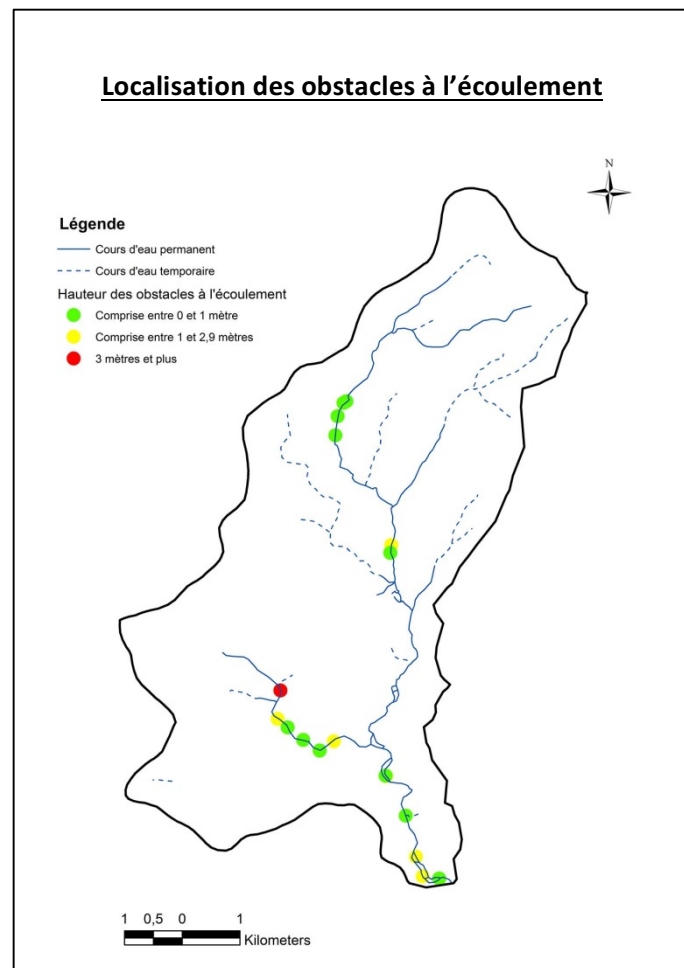 Localisation des obstacles à l'écoulement
N
Légende
Cours d'eau permanent
Cours d'eau temporaire
Hauteur des obstacles à l'écoulement
Comprise entre 0 et 1 mètre
Comprise entre 1 et 2,9 mètres
3 mètres et plus
1 0,5 0 1
Kilometers